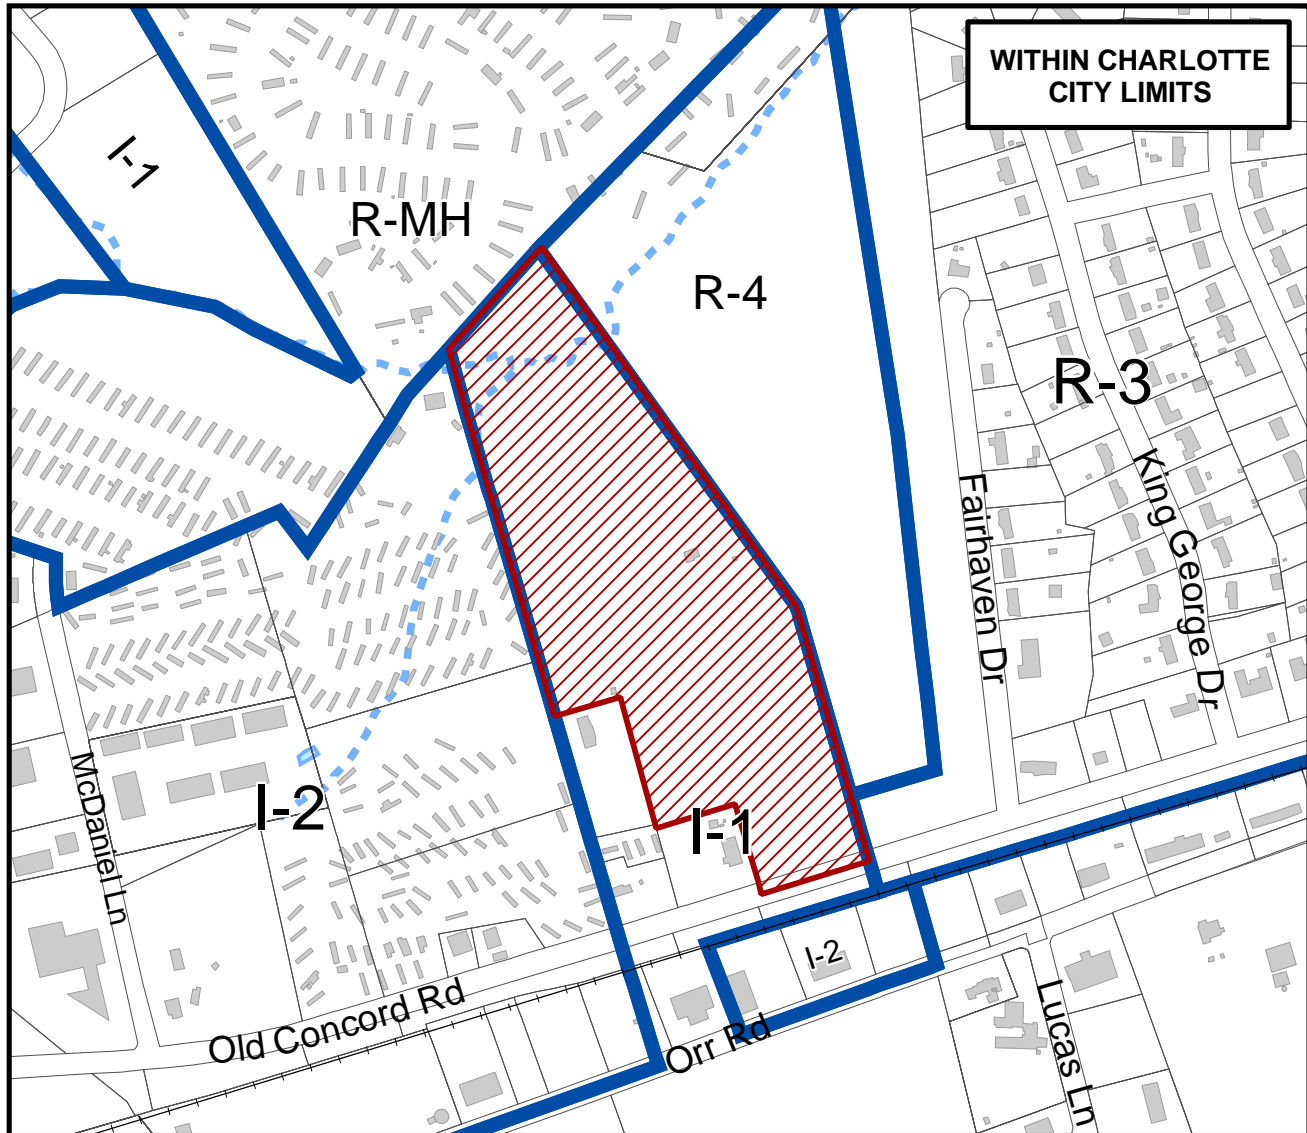 WITHIN CHARLOTTE
CITY LIMITS
I-1
R-MH
R-4
R-3
King George Dr
Fairhaven Dr
McDaniel Ln
I-2
I-1
I-2
Old Concord Rd
Orr Rd
Lucas Ln